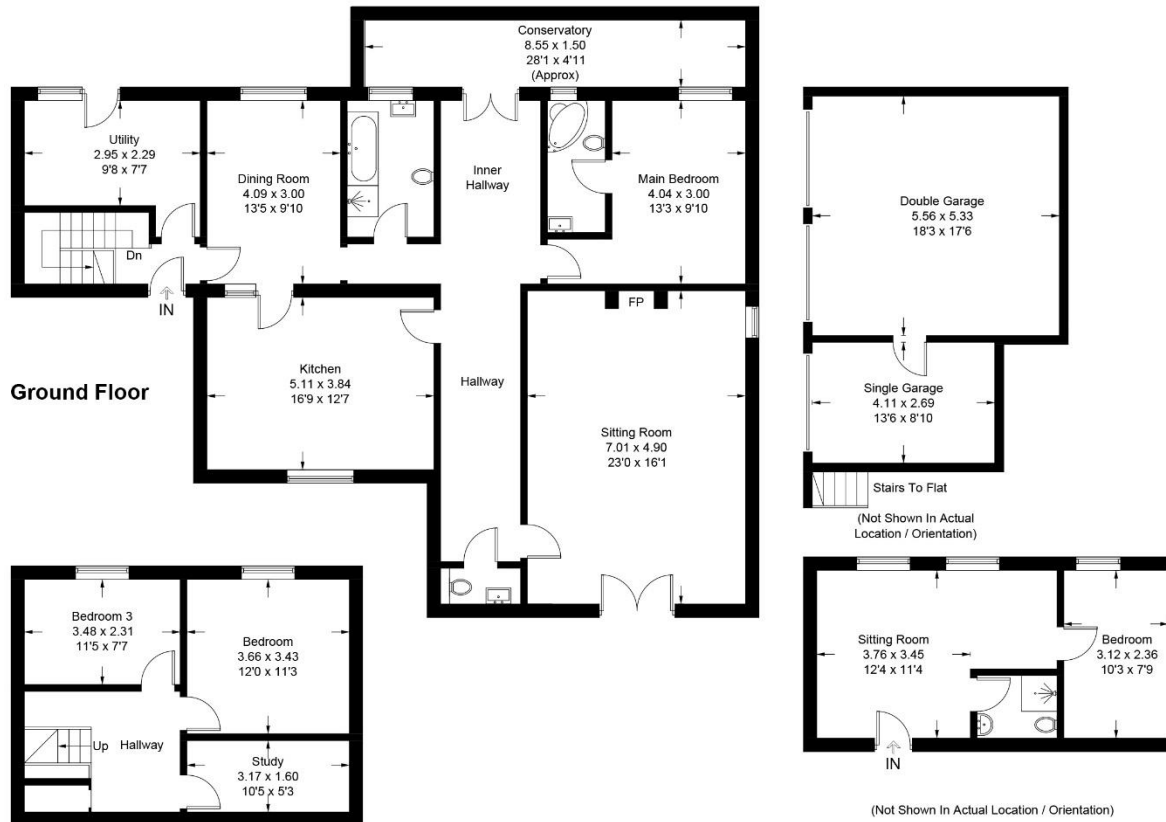 Conservatory
8.55 x 1.50
28'1 x 4'11
(Approx)
Utility
2.95 x 2.29
9'8 x 7'7
Dining Room
4.09 x 3.00
13'5 x 9'10
Inner
Hallway
Main Bedroom
4.04 x 3.00
13'3 x 9'10
Dn
IN
FP
Kitchen
5.11 x 3.84
16'9 x 12'7
Hallway
Ground Floor
Sitting Room
7.01 x 4.90
23'0 x 16'1
Double Garage
5.56 x 5.33
18'3 x 17'6
Single Garage
4.11 x 2.69
13'6 x 8'10
Stairs To Flat
(Not Shown In Actual
Location / Orientation)
Bedroom 3
3.48 x 2.31
11'5 x 7'7
Bedroom
3.66 x 3.43
12'0 x 11'3
Up
Hallway
Study
3.17 x 1.60
10'5 x 5'3
Sitting Room
3.76 x 3.45
12'4 x 11'4
Bedroom
3.12 x 2.36
10'3 x 7'9
IN
(Not Shown In Actual Location / Orientation)